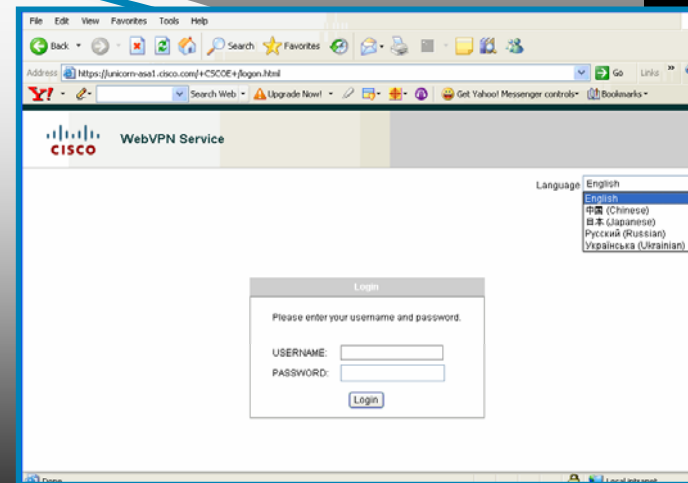 File Edit View Favorites Tools Help
Back Search Favorites
Address https://unicorn-asa1.cisco.com/+CSCOE+/logon.html Go Links »
Y! Search Web Upgrade Now! Get Yahoo! Messenger controls Bookmarks
CISCO WebVPN Service
Language English
English
中国 (Chinese)
日本 (Japanese)
Русский (Russian)
Українська (Ukrainian)
Login
Please enter your username and password.
USERNAME:
PASSWORD:
Login
Done Local intranet